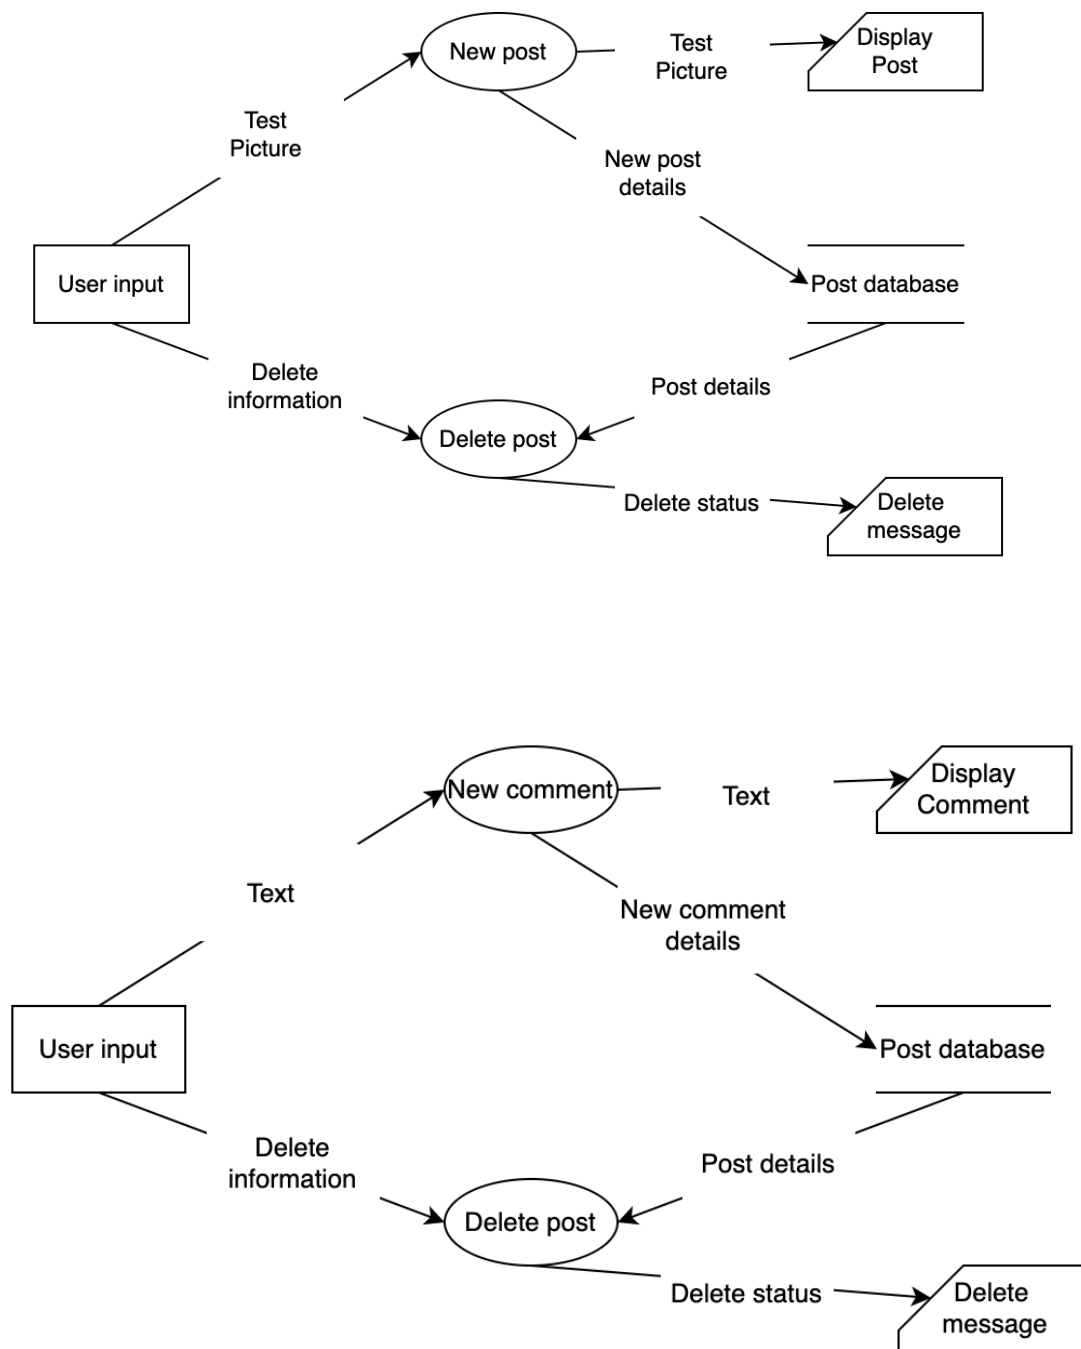 New post
Test
Picture
Display
Post
Test
Picture
New post
details
User input
Post database
Delete
information
Post details
Delete post
Delete status
Delete
message
New comment
Text
Display
Comment
Text
New comment
details
User input
Post database
Delete
information
Post details
Delete post
Delete status
Delete
message